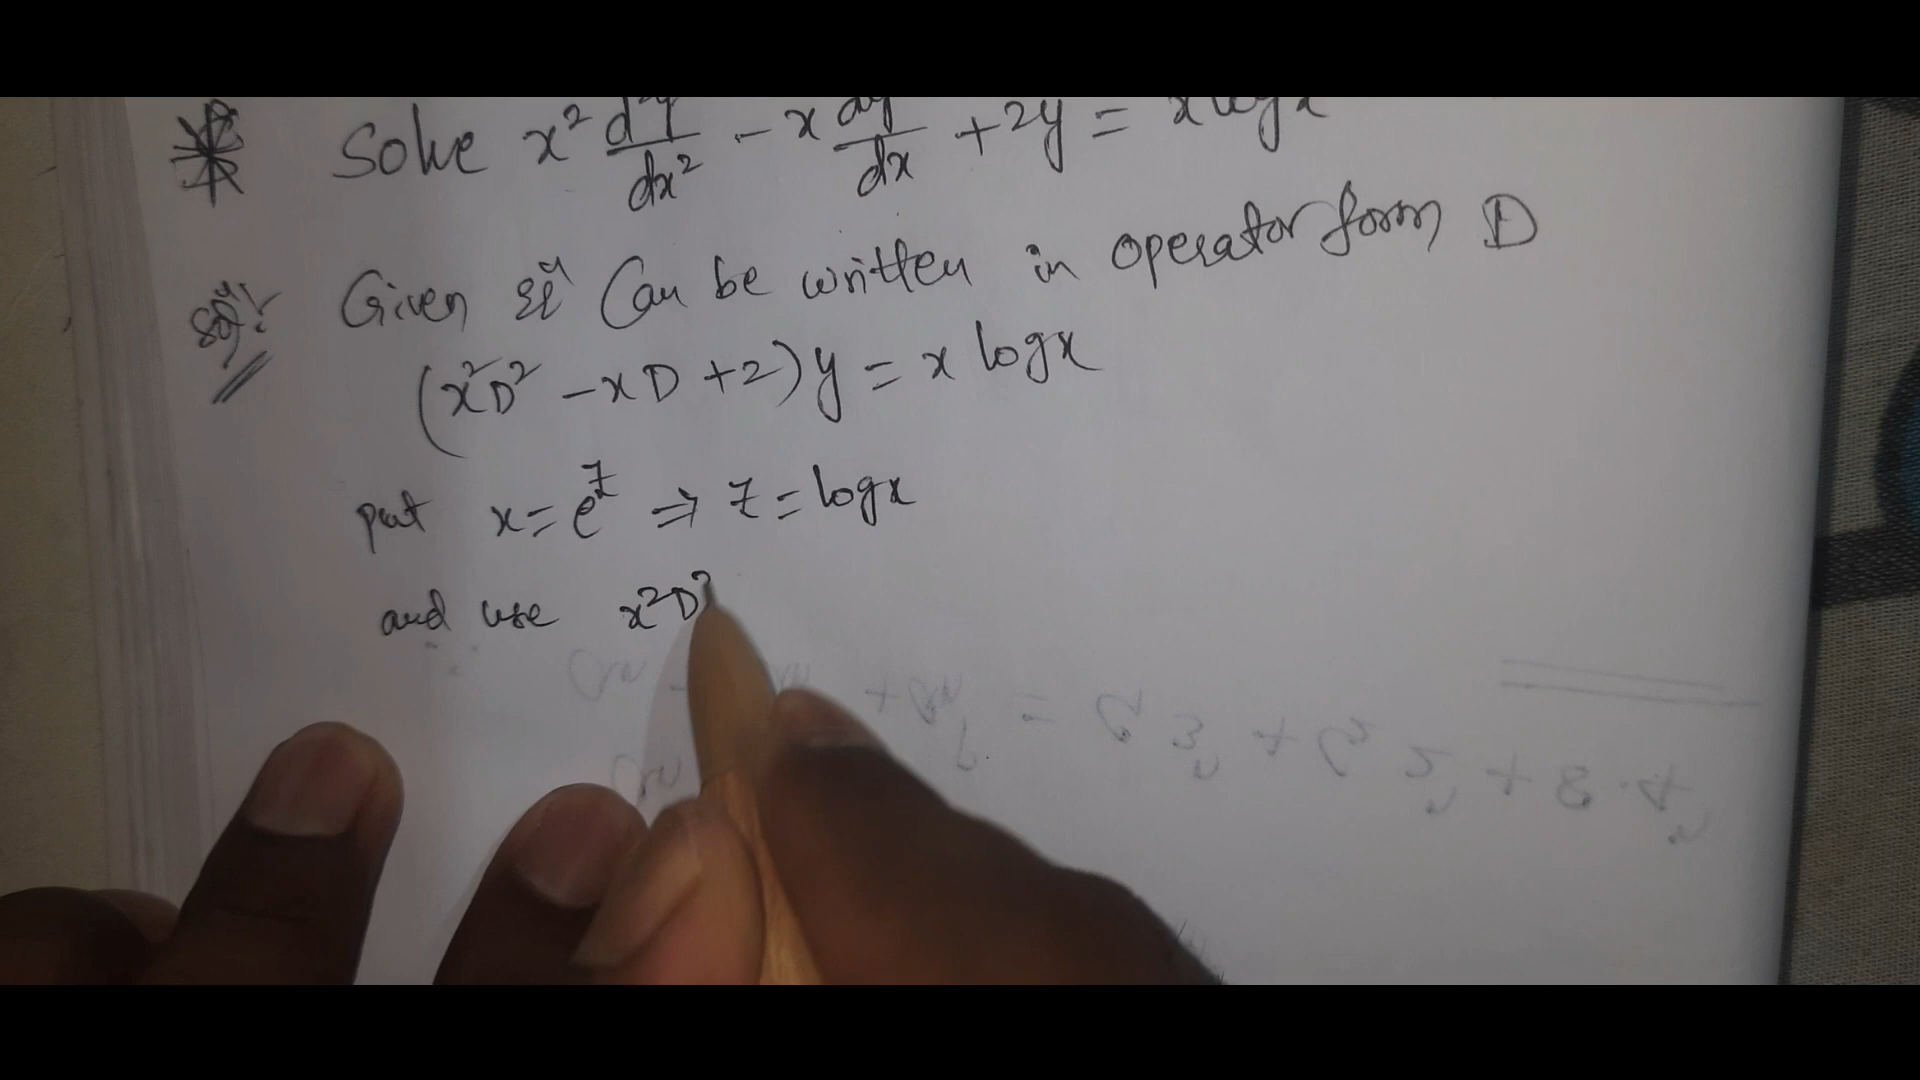 * Solve x² d²y/dx² - x dy/dx + 2y = x log x
Solⁿ:- Given eqⁿ Can be written in operator form D
(x²D² - xD + 2)y = x log x
put x = e^z ⇒ z = log x
and use x²D²